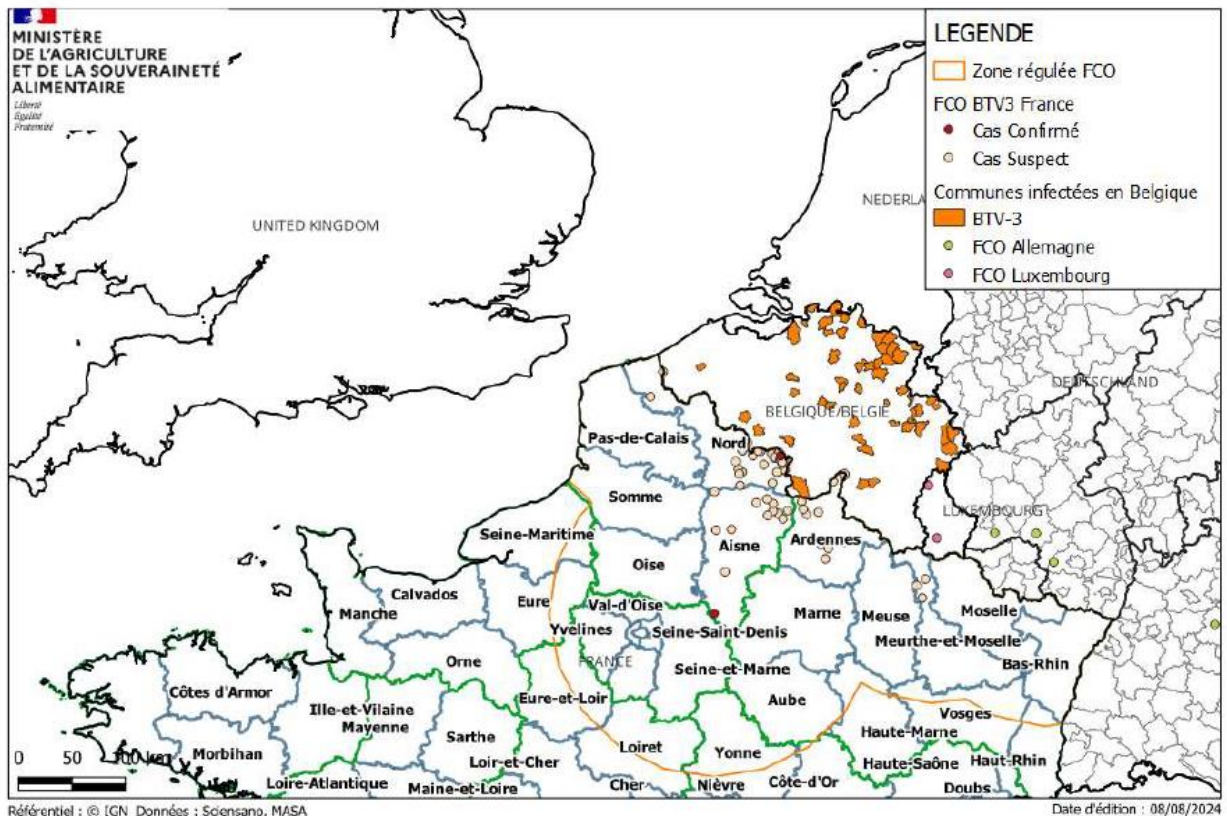 MINISTÈRE
DE L'AGRICULTURE
ET DE LA SOUVERAINETÉ
ALIMENTAIRE
Liberté
Égalité
Fraternité
LEGENDE
Zone régulée FCO
FCO BTV3 France
Cas Confirmé
Cas Suspect
Communes infectées en Belgique
BTV-3
FCO Allemagne
FCO Luxembourg
UNITED KINGDOM
NEDERLA
DEUTSCHLAND
BELGIQUE/BELGIË
Pas-de-Calais
Nord
Somme
LUXEMBOURG
Seine-Maritime
Aisne
Ardennes
Oise
Calvados
Eure
Val-d'Oise
Manche
Marne
Meuse
Moselle
Yvelines
Seine-Saint-Denis
Meurthe-et-Moselle
FRANCE
Bas-Rhin
Orne
Seine-et-Marne
Côtes d'Armor
Eure-et-Loir
Aube
Ille-et-Vilaine
Vosges
Mayenne
Haute-Marne
Sarthe
Loiret
Yonne
Morbihan
Loir-et-Cher
Haute-Saône
Haut-Rhin
Loire-Atlantique
Maine-et-Loire
Cher
Nièvre
Côte-d'Or
Doubs
0 50 100 km
Référentiel : © IGN Données : Sciensano, MASA
Date d'édition : 08/08/2024